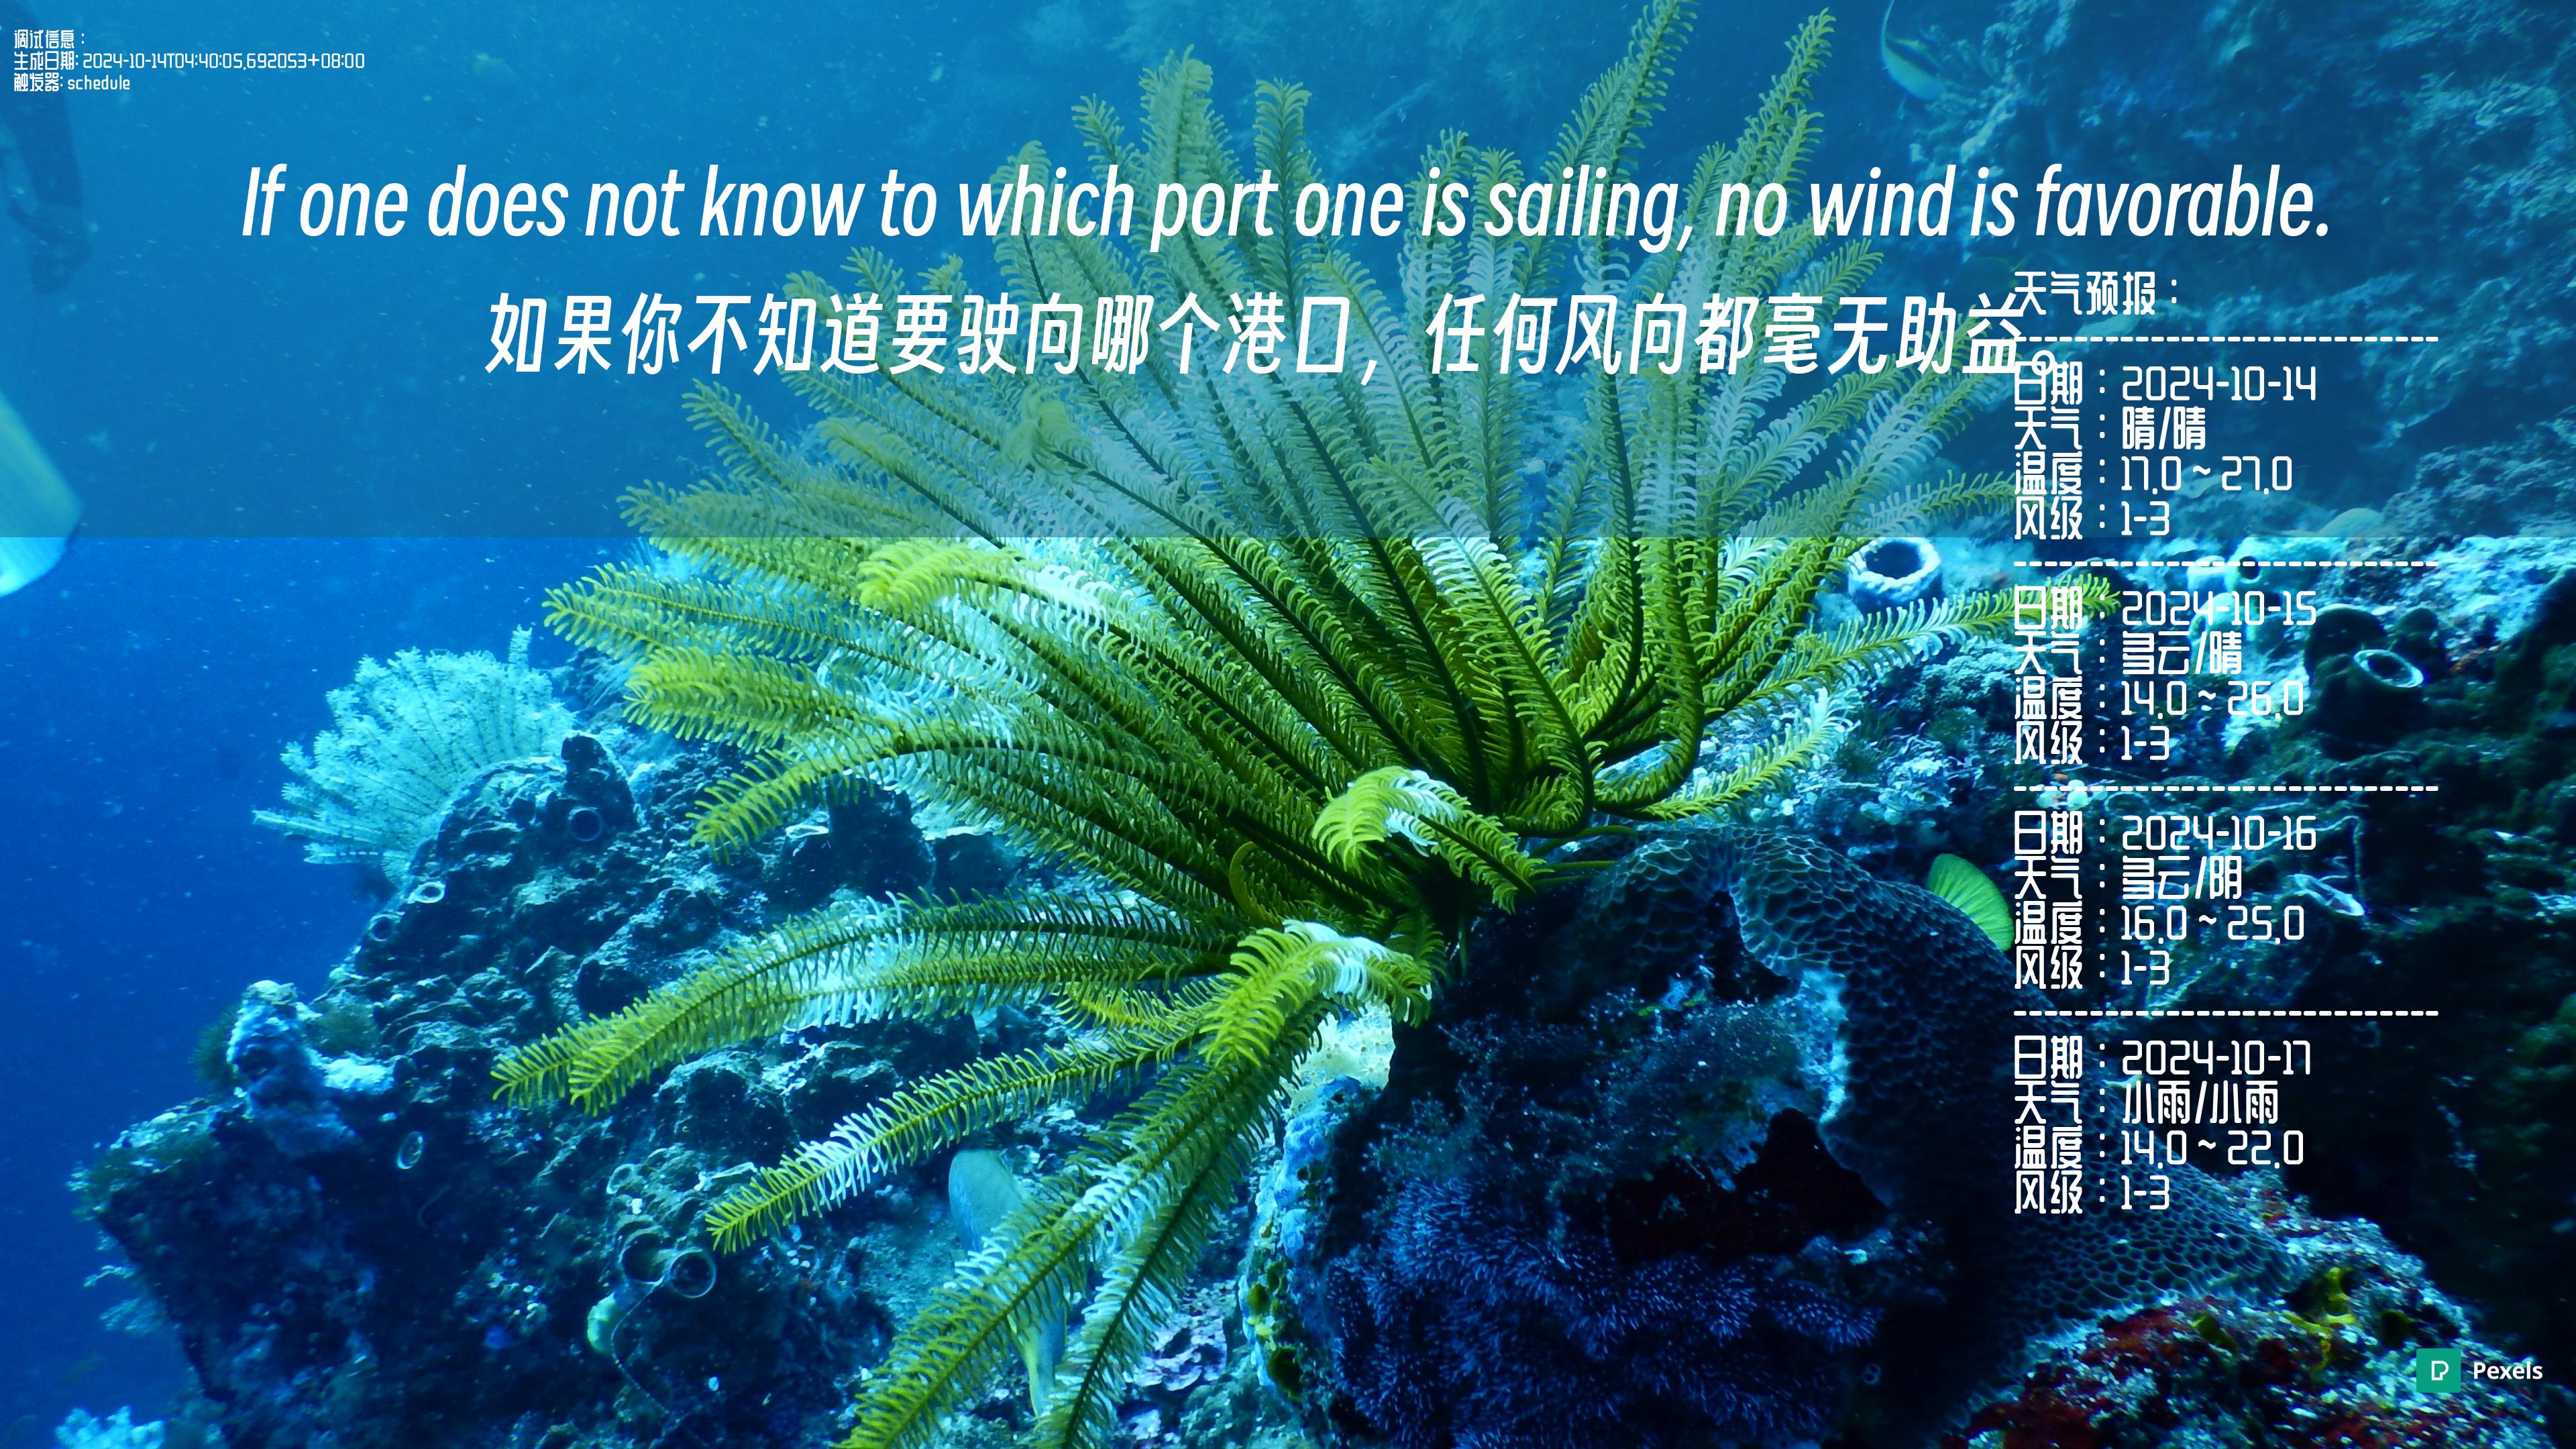 调试信息：
生成日期: 2024-10-14T04:40:05.692053+08:00
触发器: schedule
If one does not know to which port one is sailing, no wind is favorable.
如果你不知道要驶向哪个港口，任何风向都毫无助益。
天气预报：
------------------------------
日期：2024-10-14
天气：晴/晴
温度：17.0 ~ 27.0
风级：1-3
------------------------------
日期：2024-10-15
天气：多云/晴
温度：14.0 ~ 26.0
风级：1-3
------------------------------
日期：2024-10-16
天气：多云/阴
温度：16.0 ~ 25.0
风级：1-3
------------------------------
日期：2024-10-17
天气：小雨/小雨
温度：14.0 ~ 22.0
风级：1-3
Pexels